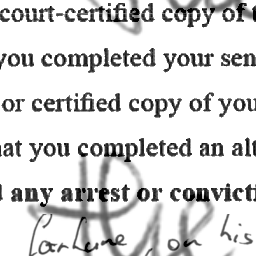 court-certified copy of t
you completed your sen
or certified copy of you
at you completed an alt
any arrest or convicti
on his